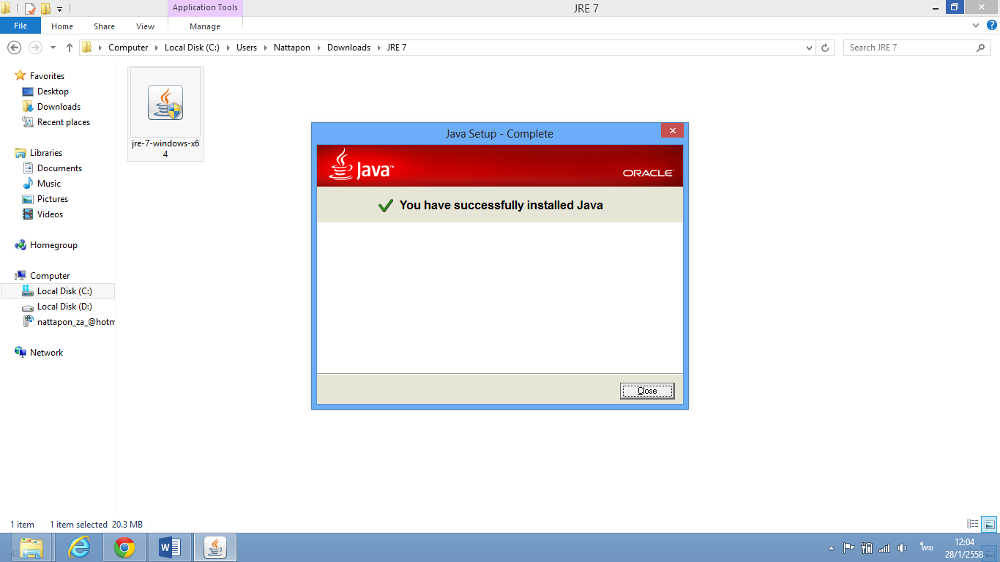 Application Tools
JRE 7
File
Home
Share
View
Manage
Computer
Local Disk (C:)
Users
Nattapon
Downloads
JRE 7
Search JRE 7
Favorites
Desktop
Downloads
Recent places
Libraries
Documents
Music
Pictures
Videos
Homegroup
Computer
Local Disk (C:)
Local Disk (D:)
nattapon_za_@hotm
Network
jre-7-windows-x6
4
Java Setup - Complete
Java™
ORACLE
You have successfully installed Java
Close
1 item
1 item selected 20.3 MB
42
ไทย
12:04
28/1/2558